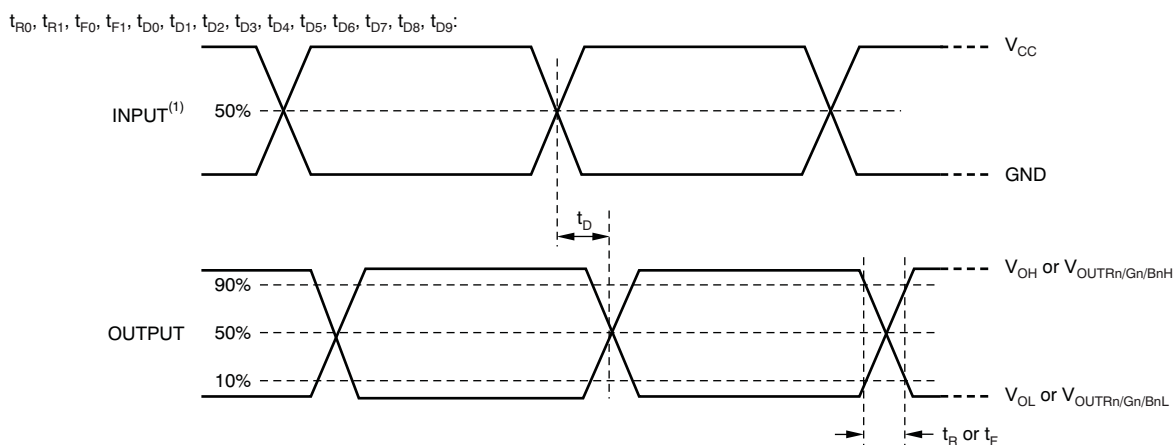 tR0, tR1, tF0, tF1, tD0, tD1, tD2, tD3, tD4, tD5, tD6, tD7, tD8, tD9:
VCC
INPUT(1) 50%
GND
tD
VOH or VOUTRn/Gn/BnH
90%
OUTPUT 50%
10%
VOL or VOUTRn/Gn/BnL
tR or tF